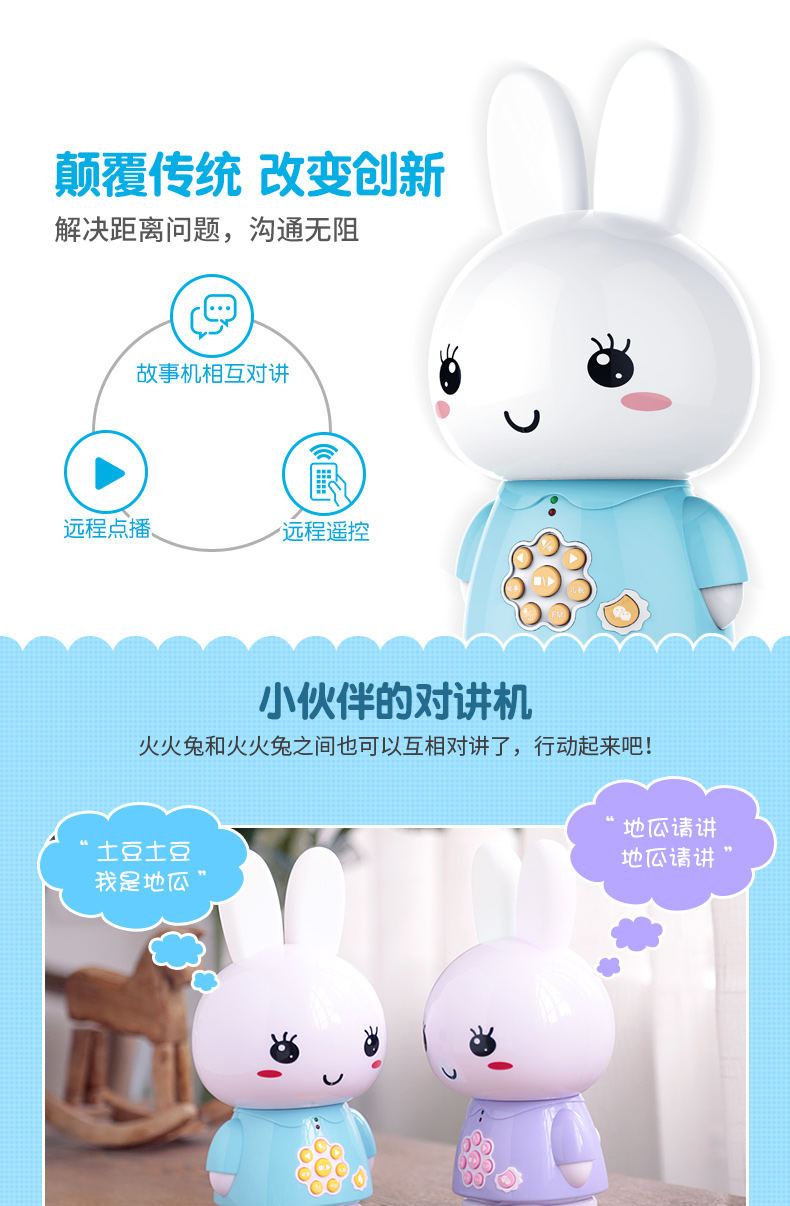 颠覆传统 改变创新
解决距离问题，沟通无阻
故事机相互对讲
远程点播
远程遥控
小伙伴的对讲机
火火兔和火火兔之间也可以互相对讲了，行动起来吧！
“土豆土豆
我是地瓜”
“地瓜请讲
地瓜请讲”